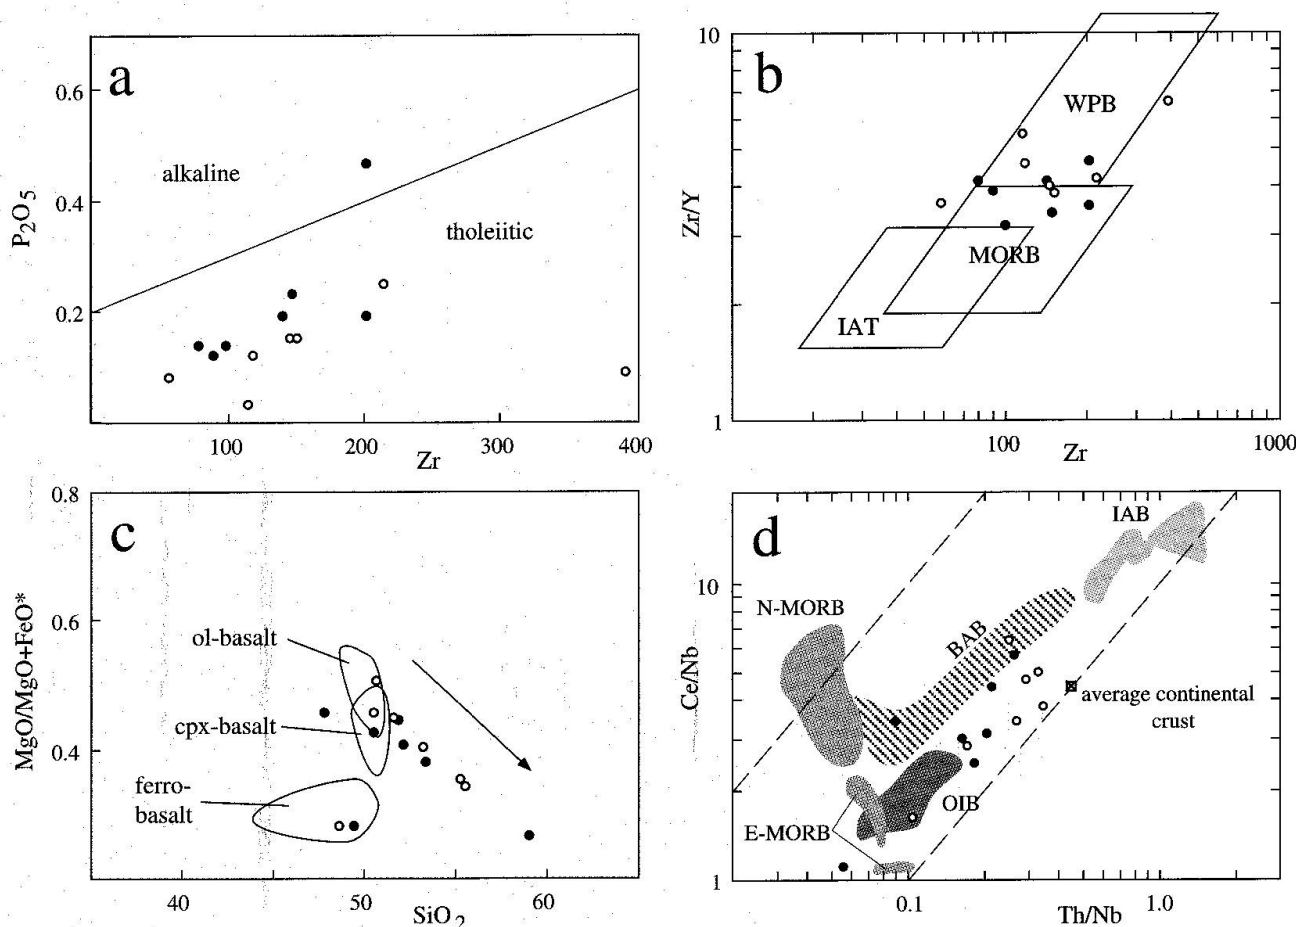 a
0.6
alkaline
P₂O₅
0.4
tholeiitic
0.2
100
200
300
400
Zr
10
b
WPB
Zr/Y
MORB
IAT
1
100
1000
Zr
0.8
c
MgO/MgO+FeO*
0.6
ol-basalt
cpx-basalt
0.4
ferro-
basalt
40
50
60
SiO₂
d
IAB
10
N-MORB
BAB
Ce/Nb
average continental
crust
OIB
E-MORB
1
0.1
1.0
Th/Nb